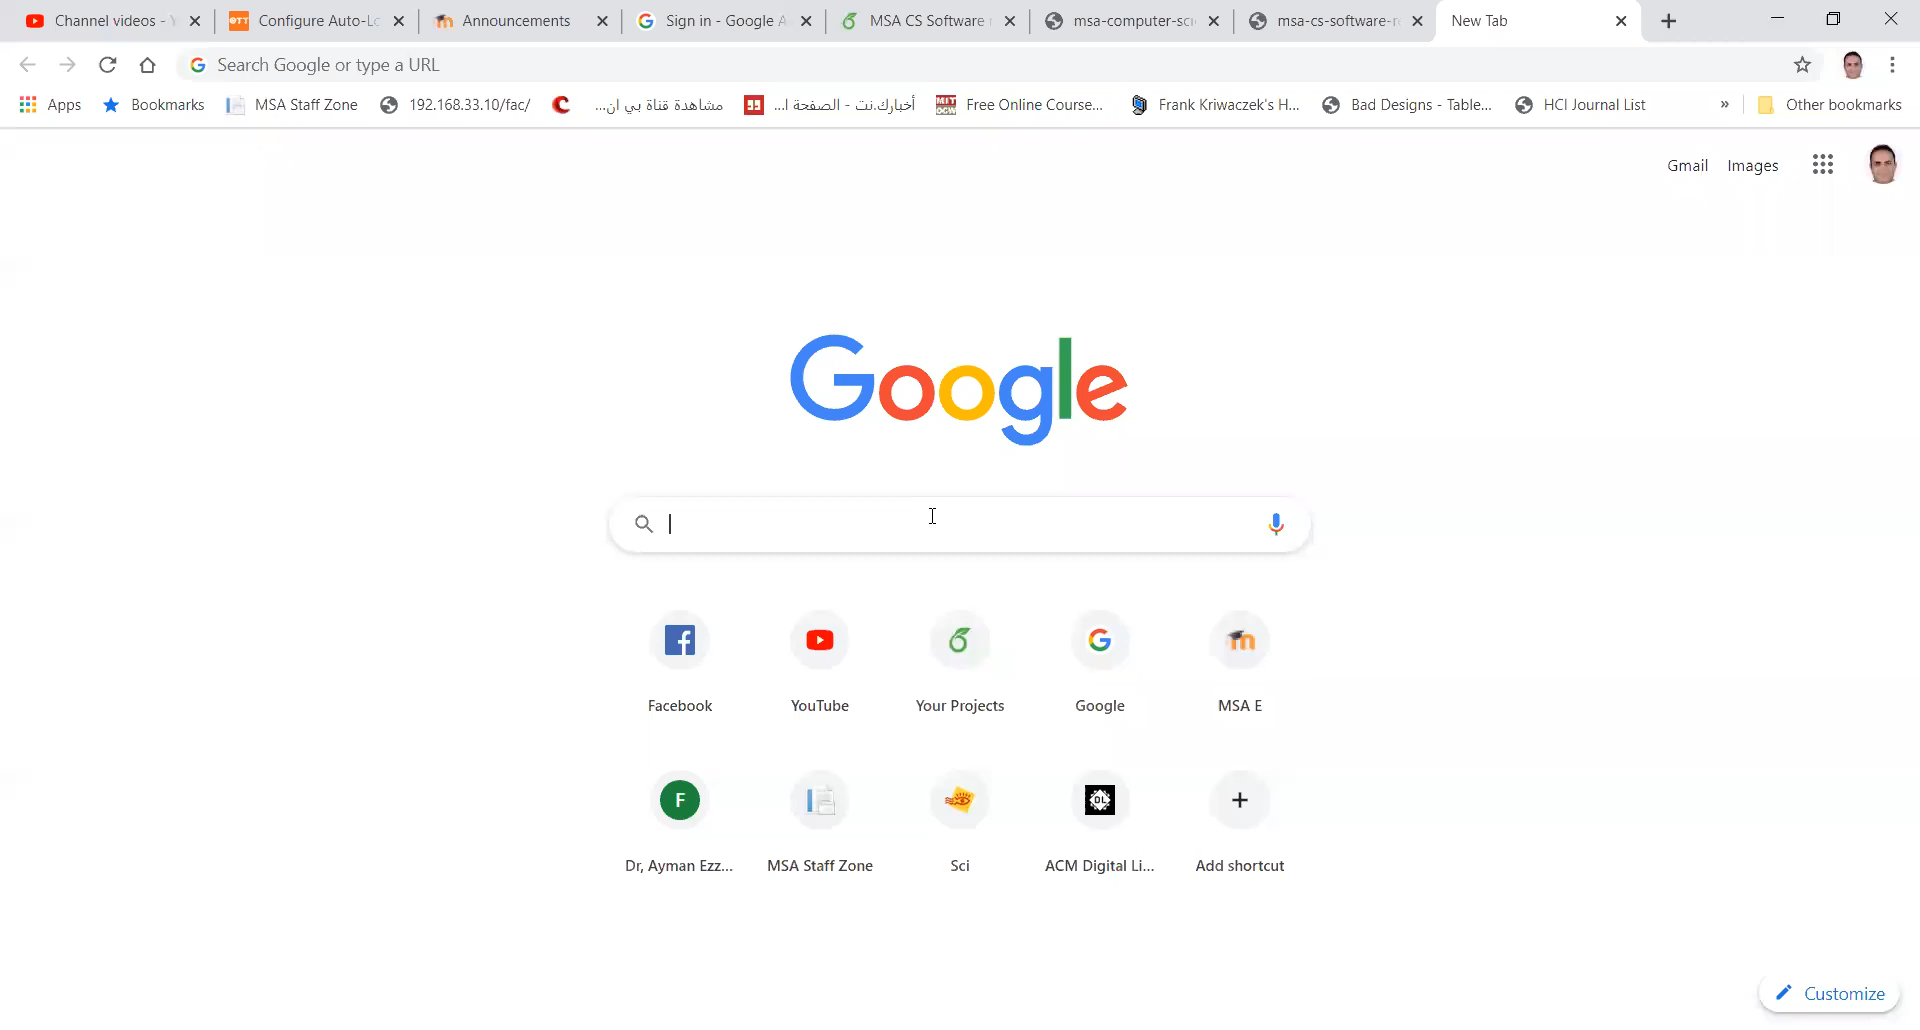 Channel videos - Y
Configure Auto-Lo
Announcements
Sign in - Google A
MSA CS Software r
msa-computer-sci
msa-cs-software-re
New Tab
Search Google or type a URL
Apps
Bookmarks
MSA Staff Zone
192.168.33.10/fac/
مشاهدة قناة بي ان...
أخبارك.نت - الصفحة ا...
Free Online Course...
Frank Kriwaczek's H...
Bad Designs - Table...
HCI Journal List
»
Other bookmarks
Gmail
Images
Google
Facebook
YouTube
Your Projects
Google
MSA E
F
DL
Dr, Ayman Ezz...
MSA Staff Zone
Sci
ACM Digital Li...
Add shortcut
Customize